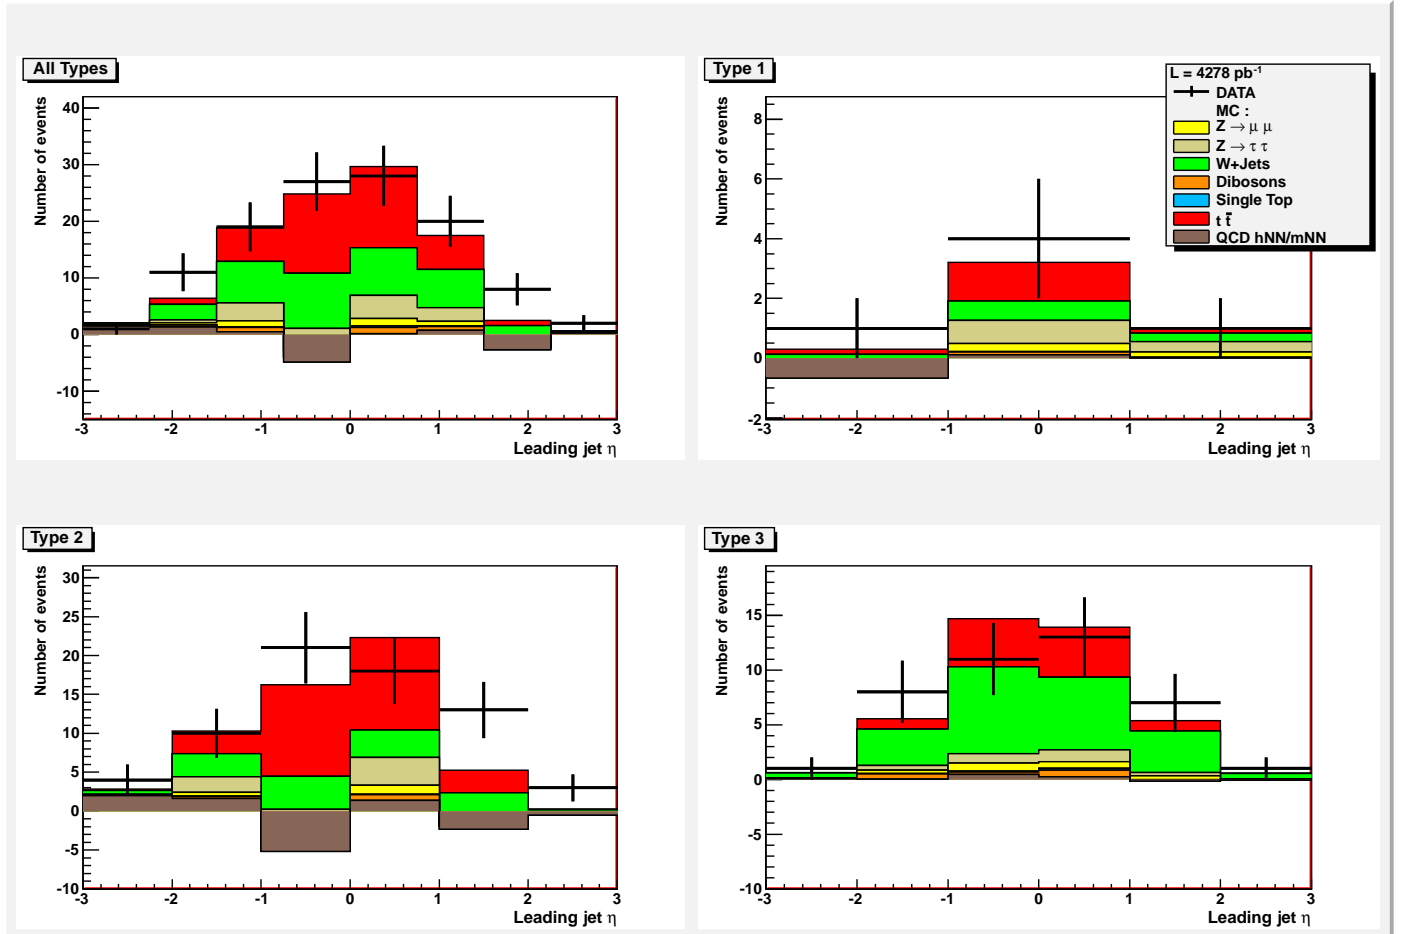 All Types
Number of events
40
30
20
10
0
-10
-3 -2 -1 0 1 2 3
Leading jet η
Type 1
Number of events
8
6
4
2
0
-2
-3 -2 -1 0 1 2 3
Leading jet η
L = 4278 pb⁻¹
DATA
MC :
Z → μ μ
Z → τ τ
W+Jets
Dibosons
Single Top
t t̄
QCD hNN/mNN
Type 2
Number of events
30
25
20
15
10
5
0
-5
-10
-3 -2 -1 0 1 2 3
Leading jet η
Type 3
Number of events
15
10
5
0
-5
-10
-3 -2 -1 0 1 2 3
Leading jet η